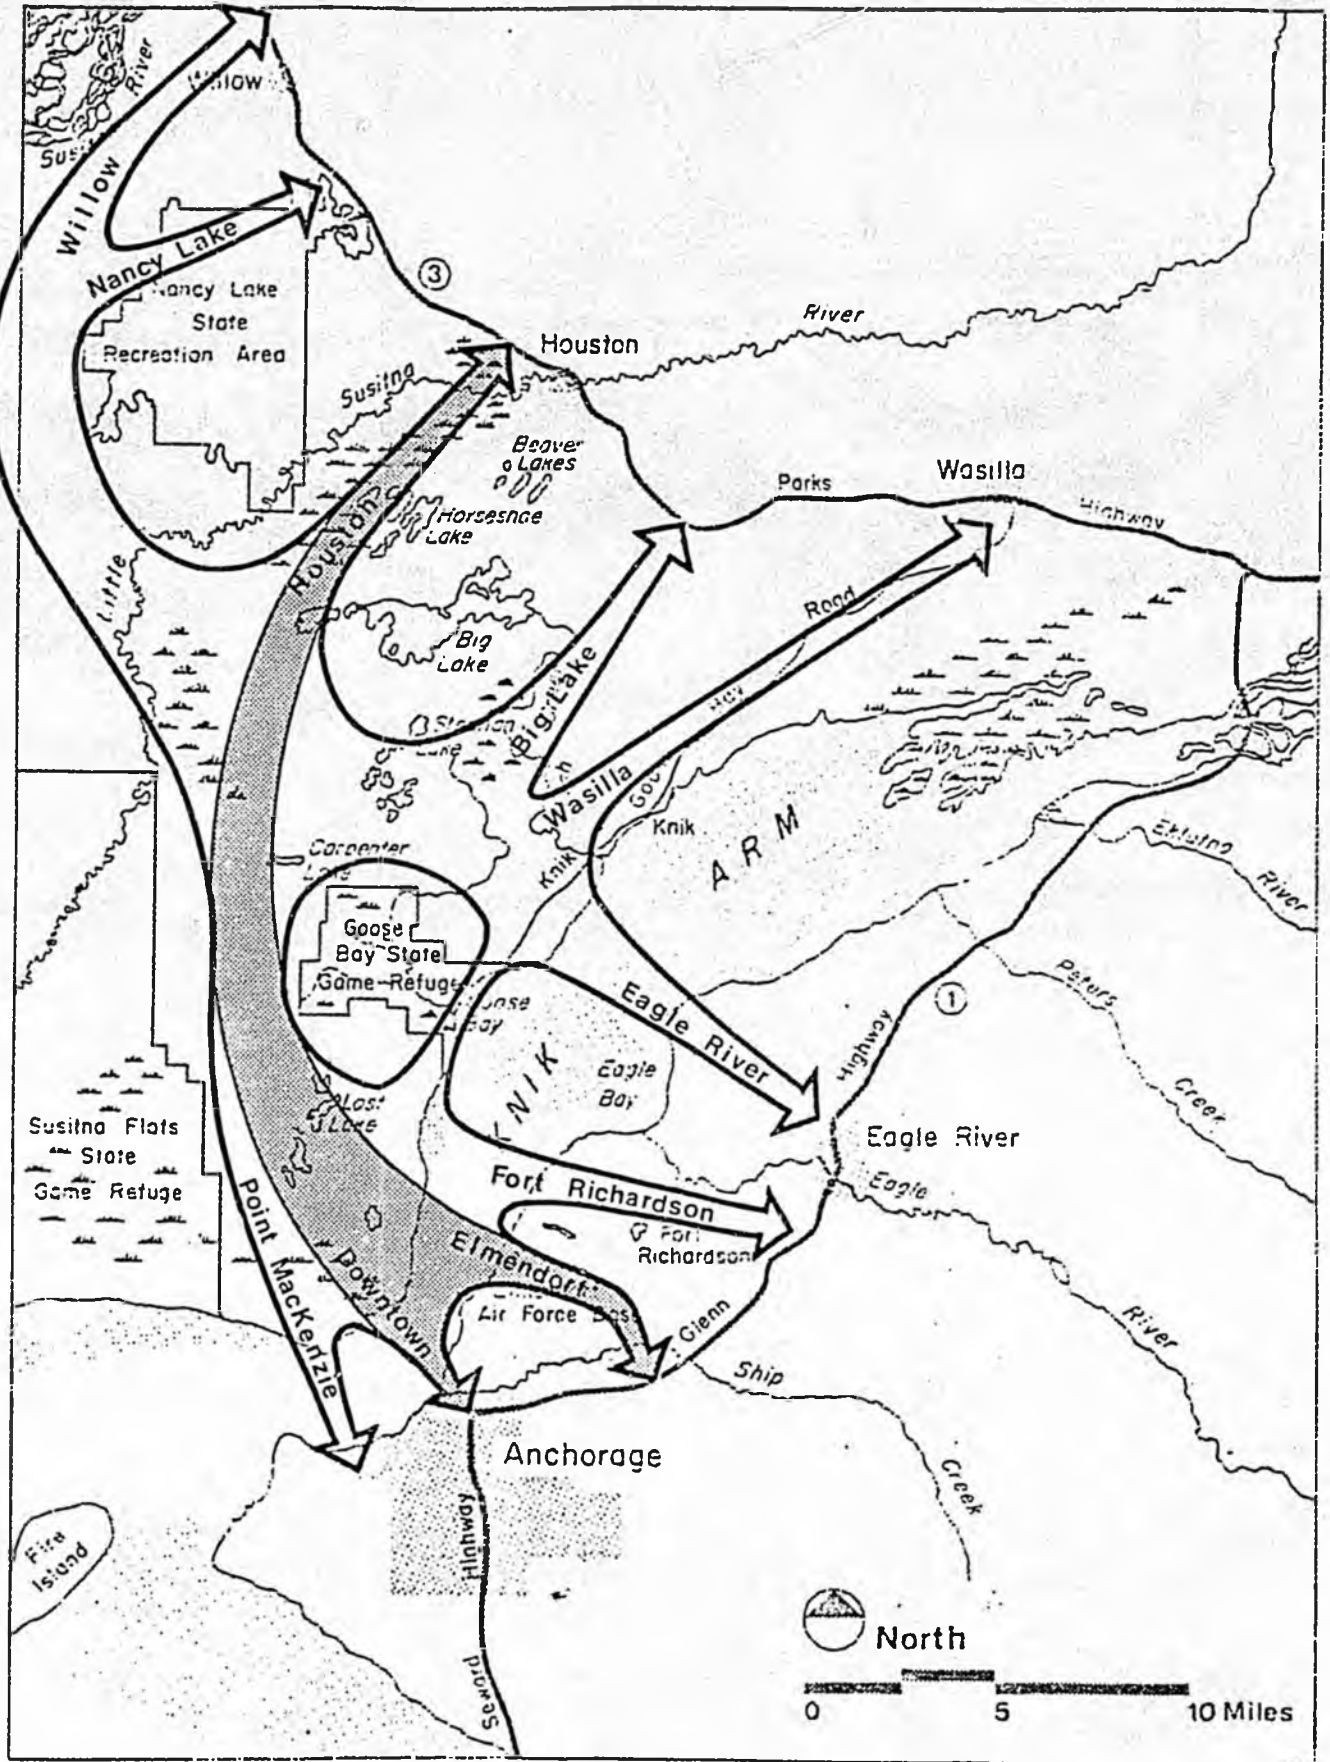 River
Willow
Willow
Nancy Lake
Nancy Lake
State
Recreation Area
3
River
Houston
Susitna
Beaver
Lakes
Wasilla
Parks
Highway
Lake
Houston
Little
Road
Big
Lake
Big Lake
Wasilla
Knik
Knik
ARM
Eklutna
River
Carpenter
Goose
Bay State
Game Refuge
Eagle River
1
Peters
Creek
Highway
KNIK
Eagle
Bay
Lost
Lake
Susitna Flats
State
Game Refuge
Eagle River
Eagle
River
Fort Richardson
Fort
Richardson
Point MacKenzie
Downtown
Elmendorf
Air Force Base
Glenn
Ship
Creek
Anchorage
Highway
Seward
Fire
Island
North
0 5 10 Miles